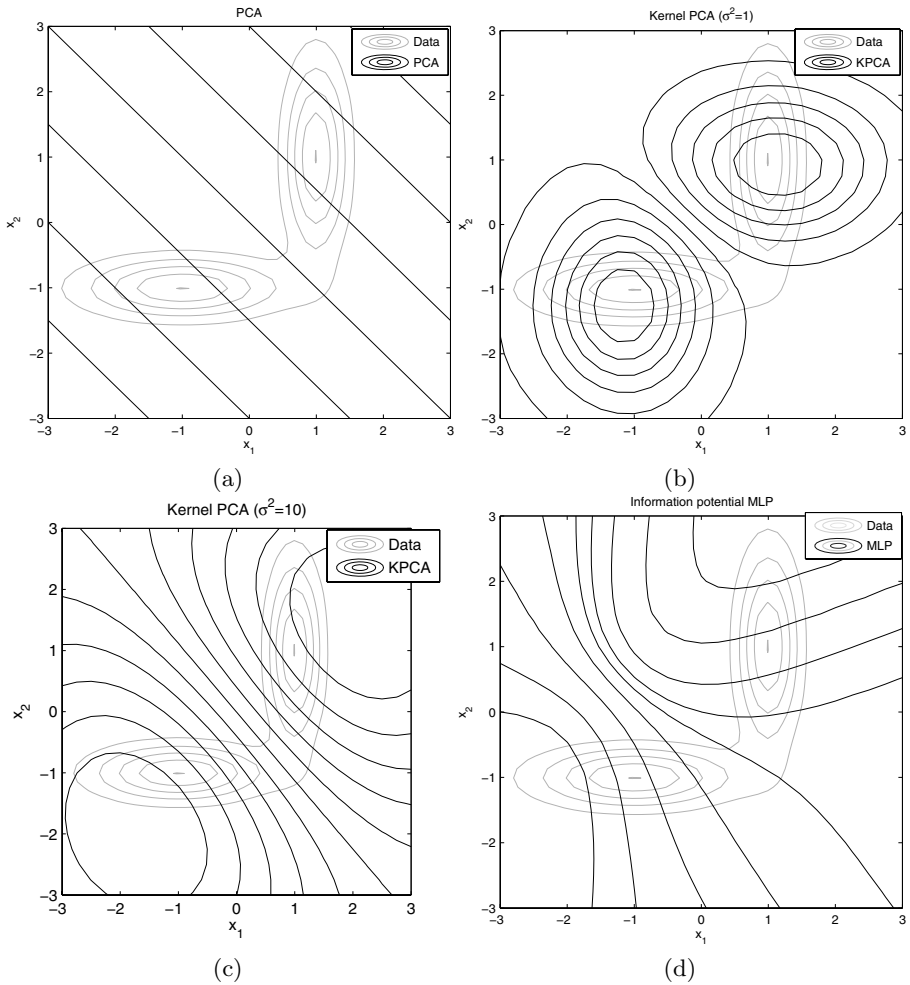 PCA
Data
PCA
3
2
1
0
−1
−2
−3
x2
−3 −2 −1 0 1 2 3
x1
(a)
Kernel PCA (σ²=1)
Data
KPCA
3
2
1
0
−1
−2
−3
x2
−3 −2 −1 0 1 2 3
x1
(b)
Kernel PCA (σ²=10)
Data
KPCA
3
2
1
0
−1
−2
−3
x2
−3 −2 −1 0 1 2 3
x1
(c)
Information potential MLP
Data
MLP
3
2
1
0
−1
−2
−3
x2
−3 −2 −1 0 1 2 3
x1
(d)